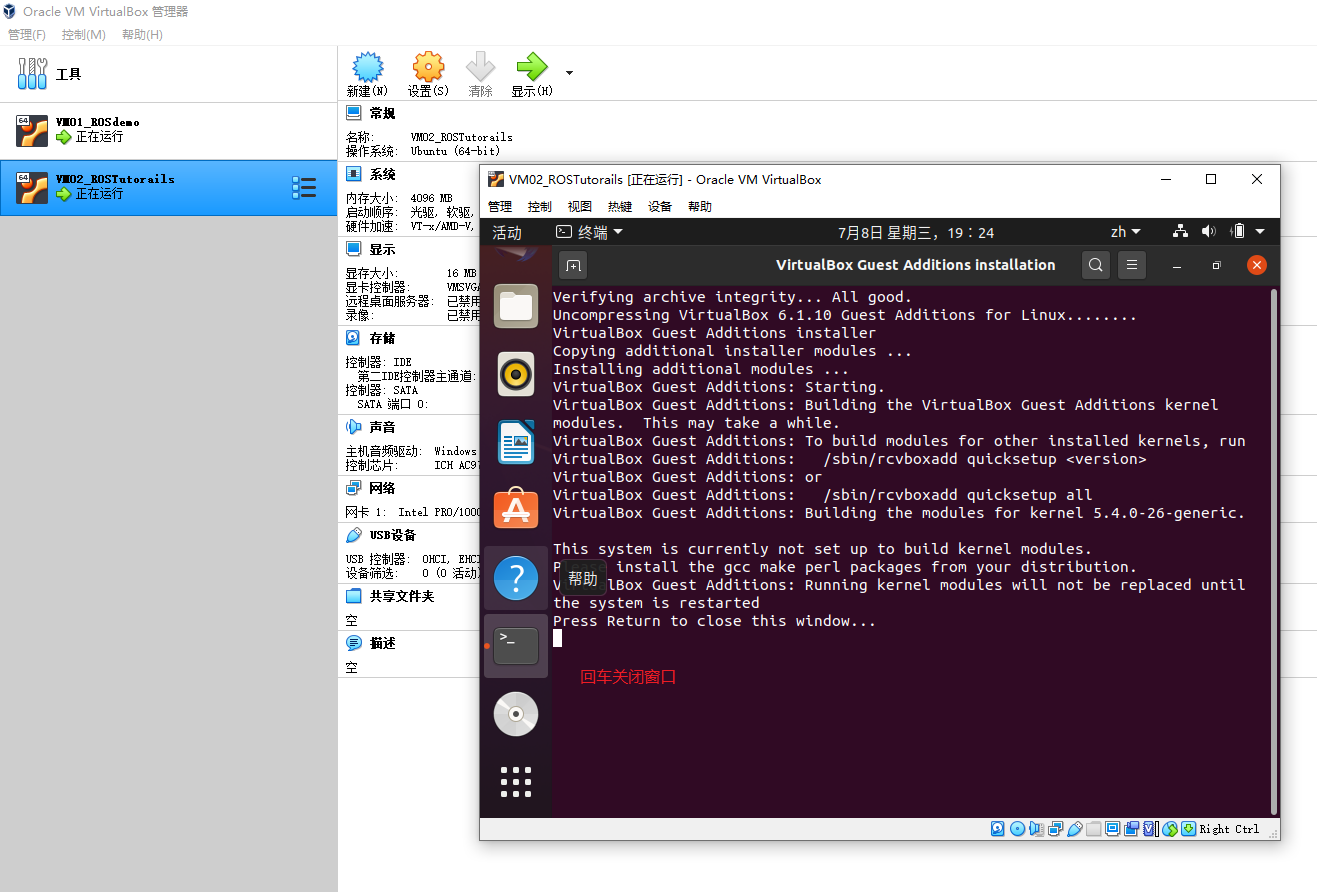 Oracle VM VirtualBox 管理器
管理(F) 控制(M) 帮助(H)
工具
新建(N) 设置(S) 清除 显示(H)
64
VM01_ROSdemo
正在运行
64
VM02_ROSTutorails
正在运行
常规
名称: VM02_ROSTutorails
操作系统: Ubuntu (64-bit)
系统
内存大小: 4096 MB
启动顺序: 光驱, 软驱,
硬件加速: VT-x/AMD-V,
显示
显存大小: 16 MB
显卡控制器: VMSVGA
远程桌面服务器: 已禁用
录像: 已禁用
存储
控制器: IDE
第二IDE控制器主通道:
控制器: SATA
SATA 端口 0:
声音
主机音频驱动: Windows
控制芯片: ICH AC97
网络
网卡 1: Intel PRO/1000
USB设备
USB 控制器: OHCI, EHCI
设备筛选: 0 (0 活动)
共享文件夹
空
描述
空
VM02_ROSTutorails [正在运行] - Oracle VM VirtualBox
管理 控制 视图 热键 设备 帮助
活动 终端 7月8日 星期三, 19：24 zh
VirtualBox Guest Additions installation
Verifying archive integrity... All good.
Uncompressing VirtualBox 6.1.10 Guest Additions for Linux........
VirtualBox Guest Additions installer
Copying additional installer modules ...
Installing additional modules ...
VirtualBox Guest Additions: Starting.
VirtualBox Guest Additions: Building the VirtualBox Guest Additions kernel
modules.  This may take a while.
VirtualBox Guest Additions: To build modules for other installed kernels, run
VirtualBox Guest Additions:   /sbin/rcvboxadd quicksetup <version>
VirtualBox Guest Additions: or
VirtualBox Guest Additions:   /sbin/rcvboxadd quicksetup all
VirtualBox Guest Additions: Building the modules for kernel 5.4.0-26-generic.
This system is currently not set up to build kernel modules.
Please install the gcc make perl packages from your distribution.
VirtualBox Guest Additions: Running kernel modules will not be replaced until
the system is restarted
Press Return to close this window...
帮助
回车关闭窗口
Right Ctrl